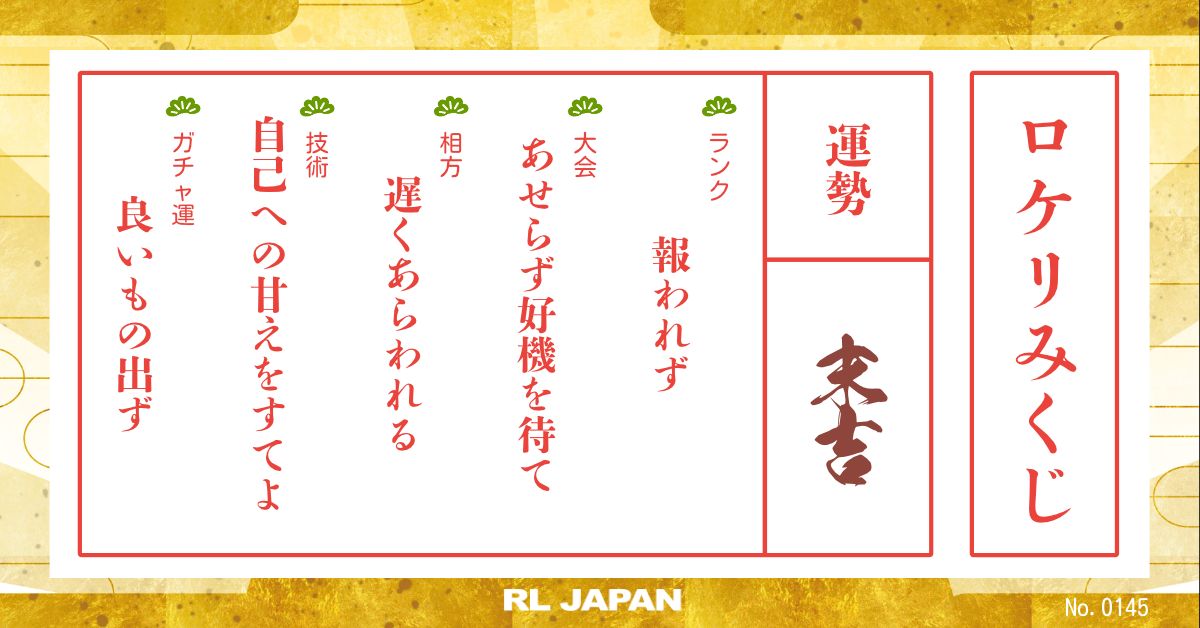 ロケリみくじ
運勢
末吉
ランク
報われず
大会
あせらず好機を待て
相方
遅くあらわれる
技術
自己への甘えをすてよ
ガチャ運
良いもの出ず
RL JAPAN
No. 0145